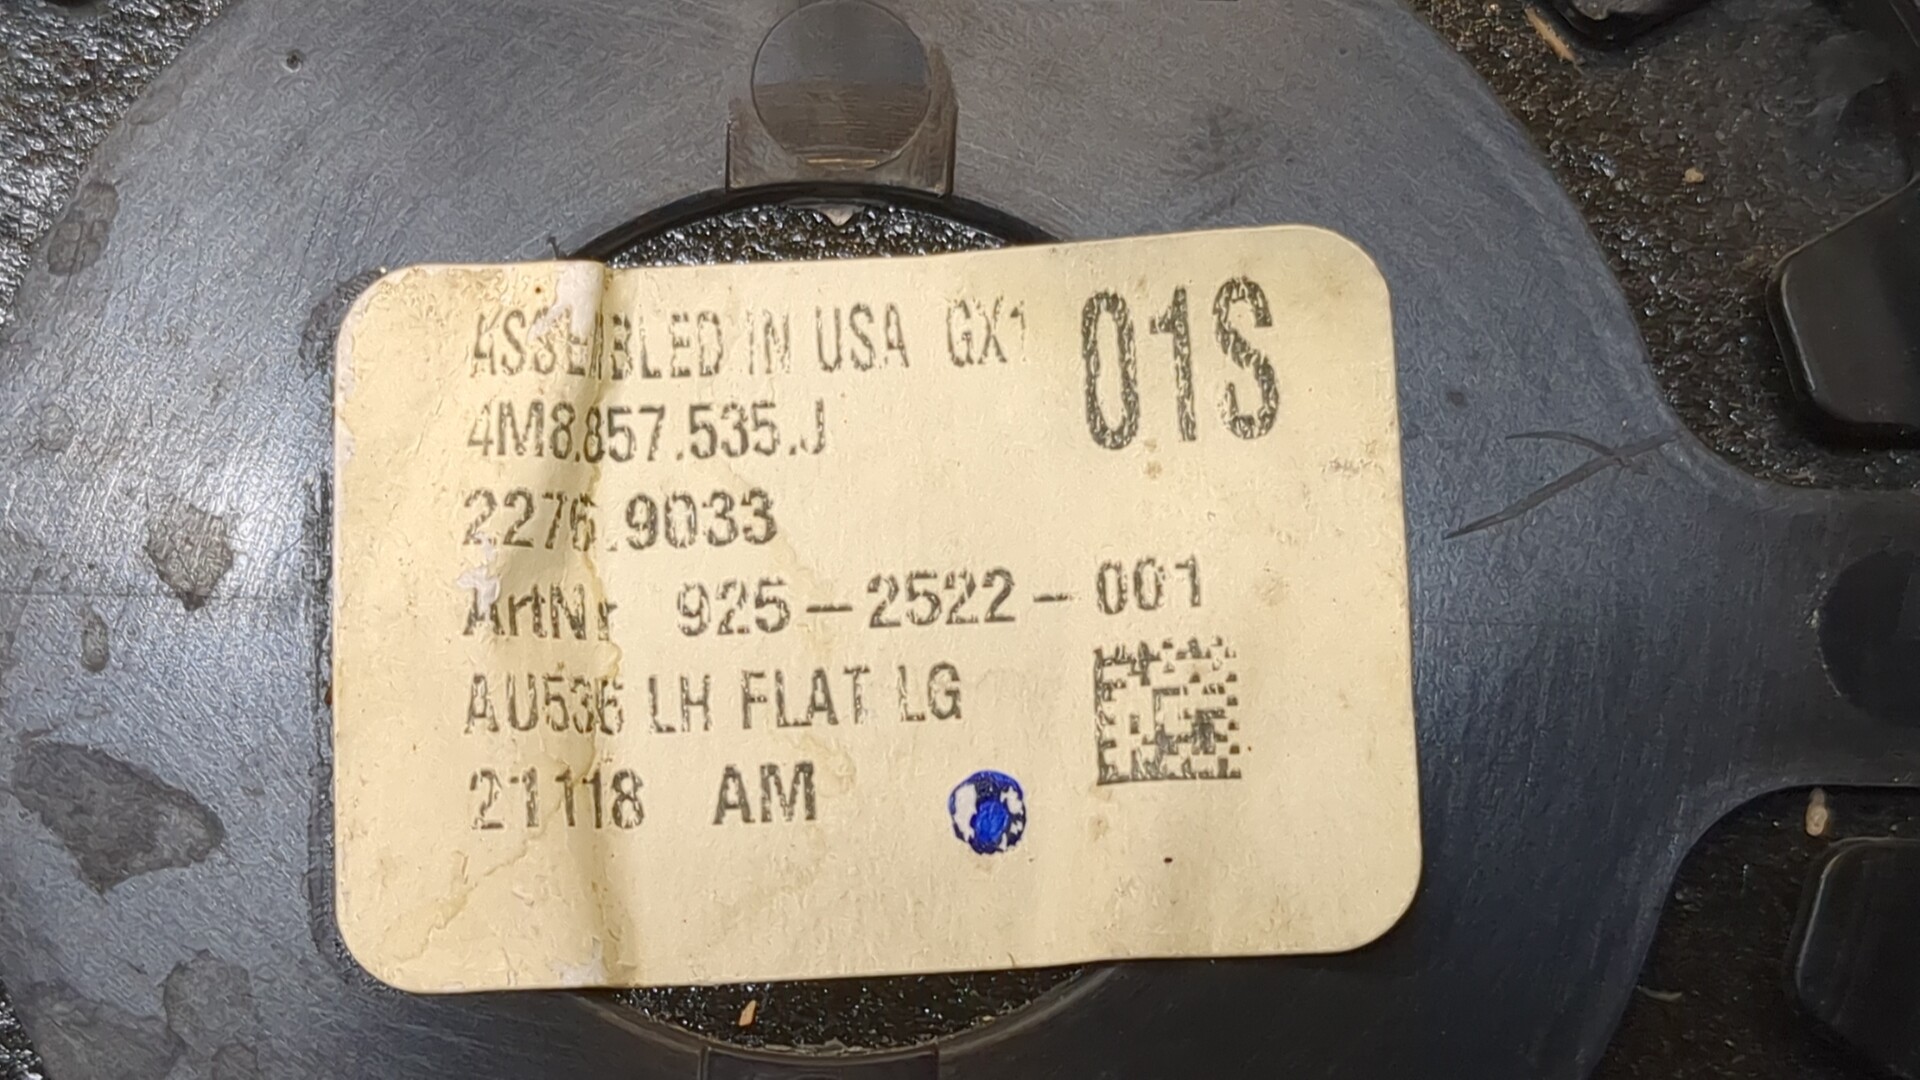 ASSEMBLED IN USA GX1 01S
4M8.857.535.J
2276.9033
ArtNr 925-2522-001
AU536 LH FLAT LG
21118 AM